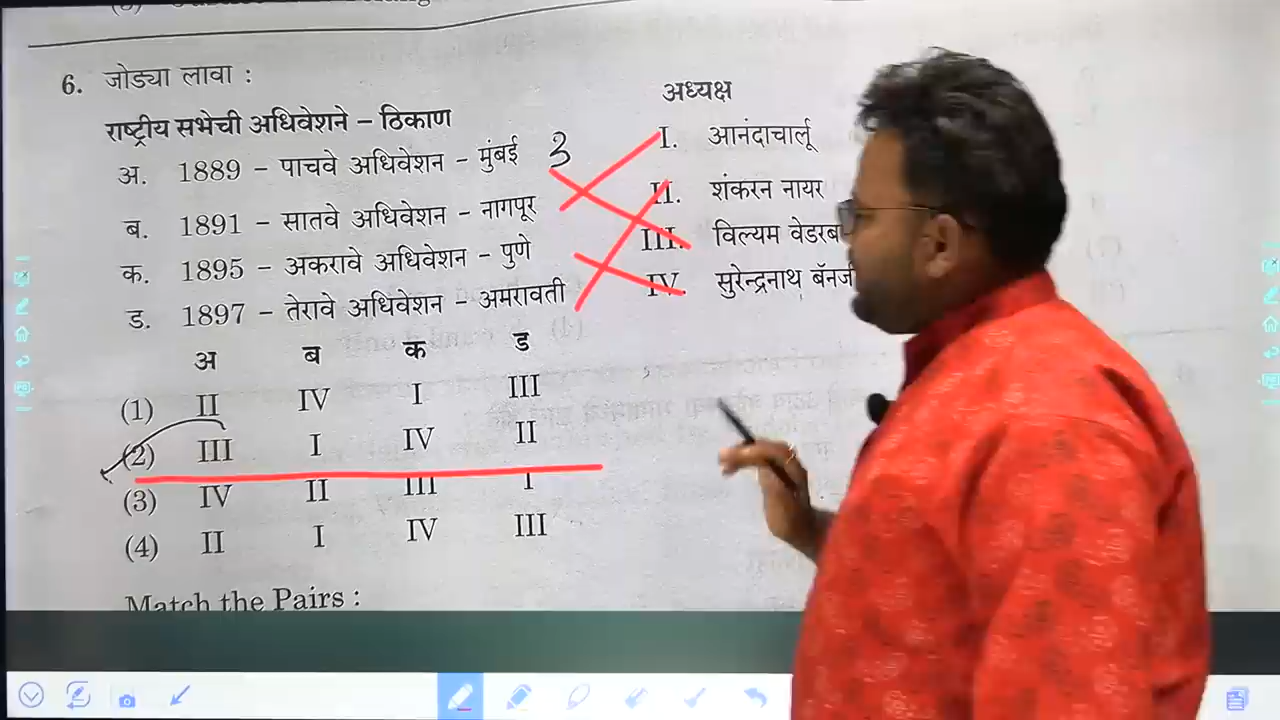 6. जोड्या लावा :
राष्ट्रीय सभेची अधिवेशने – ठिकाण अध्यक्ष
अ. 1889 – पाचवे अधिवेशन – मुंबई 3 I. आनंदाचार्लू
ब. 1891 – सातवे अधिवेशन – नागपूर II. शंकरन नायर
क. 1895 – अकरावे अधिवेशन – पुणे III. विल्यम वेडरब
ड. 1897 – तेरावे अधिवेशन – अमरावती IV. सुरेन्द्रनाथ बॅनर्जी
अ ब क ड
(1) II IV I III
(2) III I IV II
(3) IV II III I
(4) II I IV III
Match the Pairs :